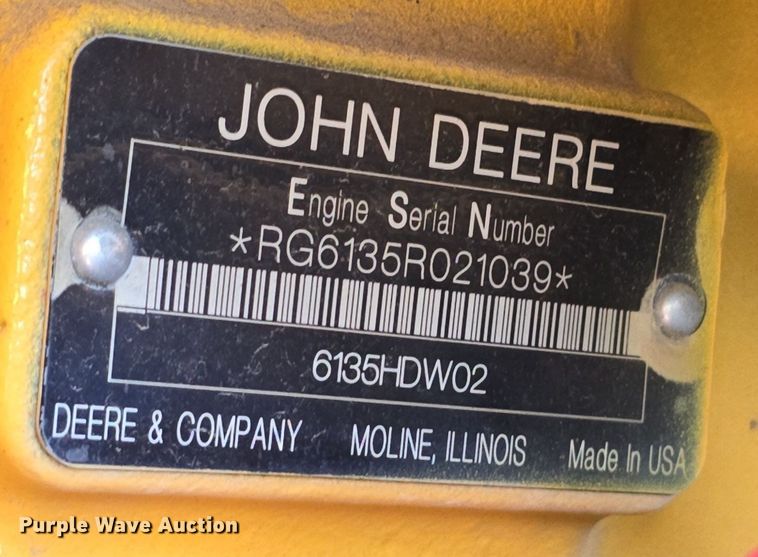 JOHN DEERE
Engine Serial Number
*RG6135R021039*
6135HDW02
DEERE & COMPANY MOLINE, ILLINOIS Made In USA
Purple Wave Auction